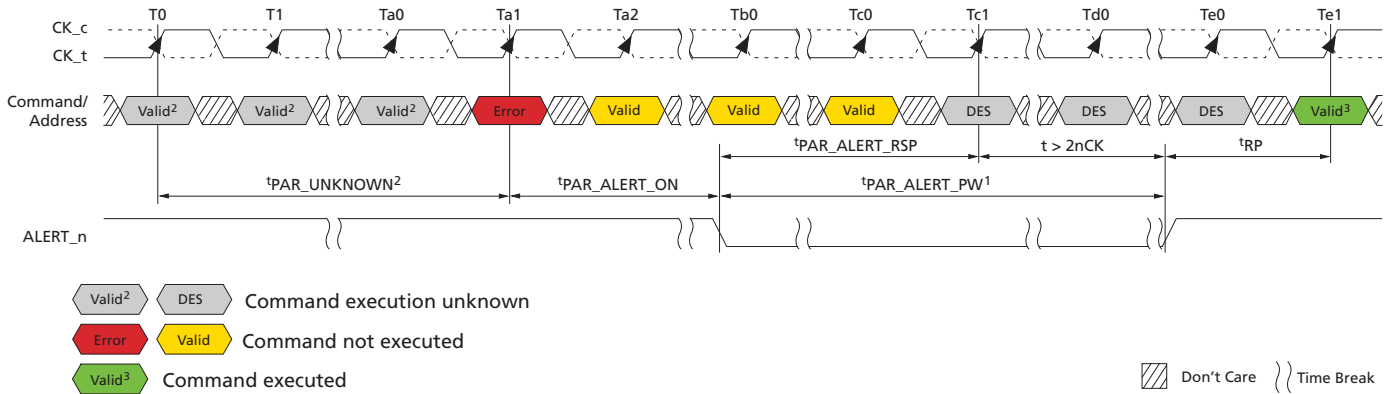 T0 T1 Ta0 Ta1 Ta2 Tb0 Tc0 Tc1 Td0 Te0 Te1
CK_c
CK_t
Command/
Address
Valid² Valid² Valid² Error Valid Valid Valid DES DES DES Valid³
tPAR_ALERT_RSP t > 2nCK tRP
tPAR_UNKNOWN² tPAR_ALERT_ON tPAR_ALERT_PW¹
ALERT_n
Valid² DES Command execution unknown
Error Valid Command not executed
Valid³ Command executed
Don't Care Time Break